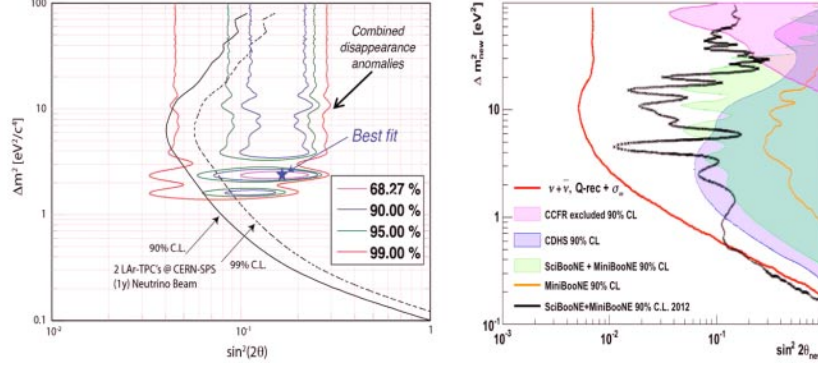 100
10
1
0.1
Δm² [eV²/c⁴]
Combined
disappearance
anomalies
Best fit
68.27 %
90.00 %
95.00 %
99.00 %
90% C.L.
2 LAr-TPC's @ CERN-SPS
(1y) Neutrino Beam
99% C.L.
10⁻²
10⁻¹
1
sin²(2θ)
Δ m²new [eV²]
10²
10
1
10⁻¹
ν + ν̄, Q-rec + σ∞
CCFR excluded 90% CL
CDHS 90% CL
SciBooNE + MiniBooNE 90% CL
MiniBooNE 90% CL
SciBooNE+MiniBooNE 90% C.L. 2012
10⁻³
10⁻²
10⁻¹
sin² 2θnew